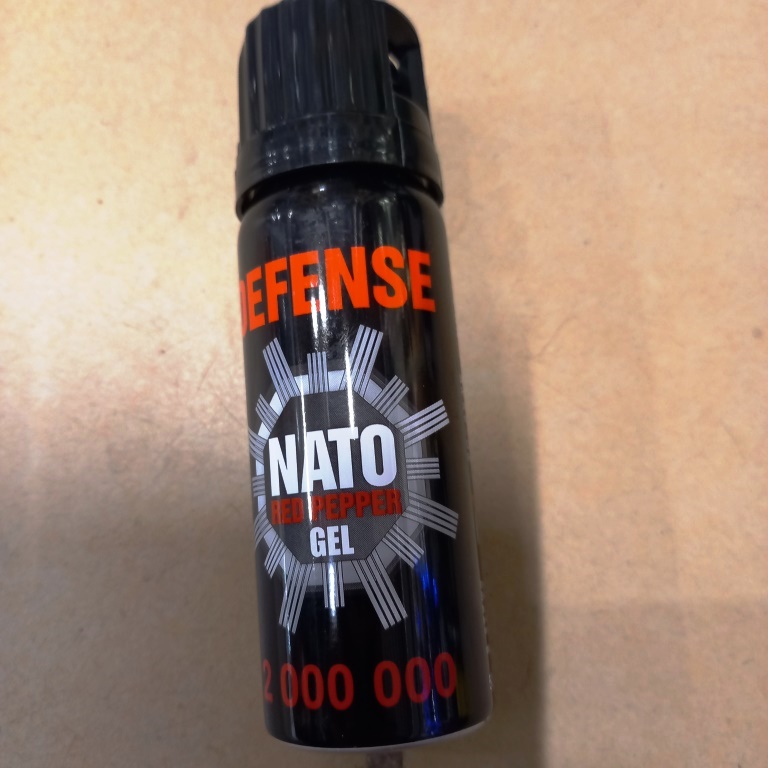 DEFENSE
NATO
RED PEPPER
GEL
2 000 000